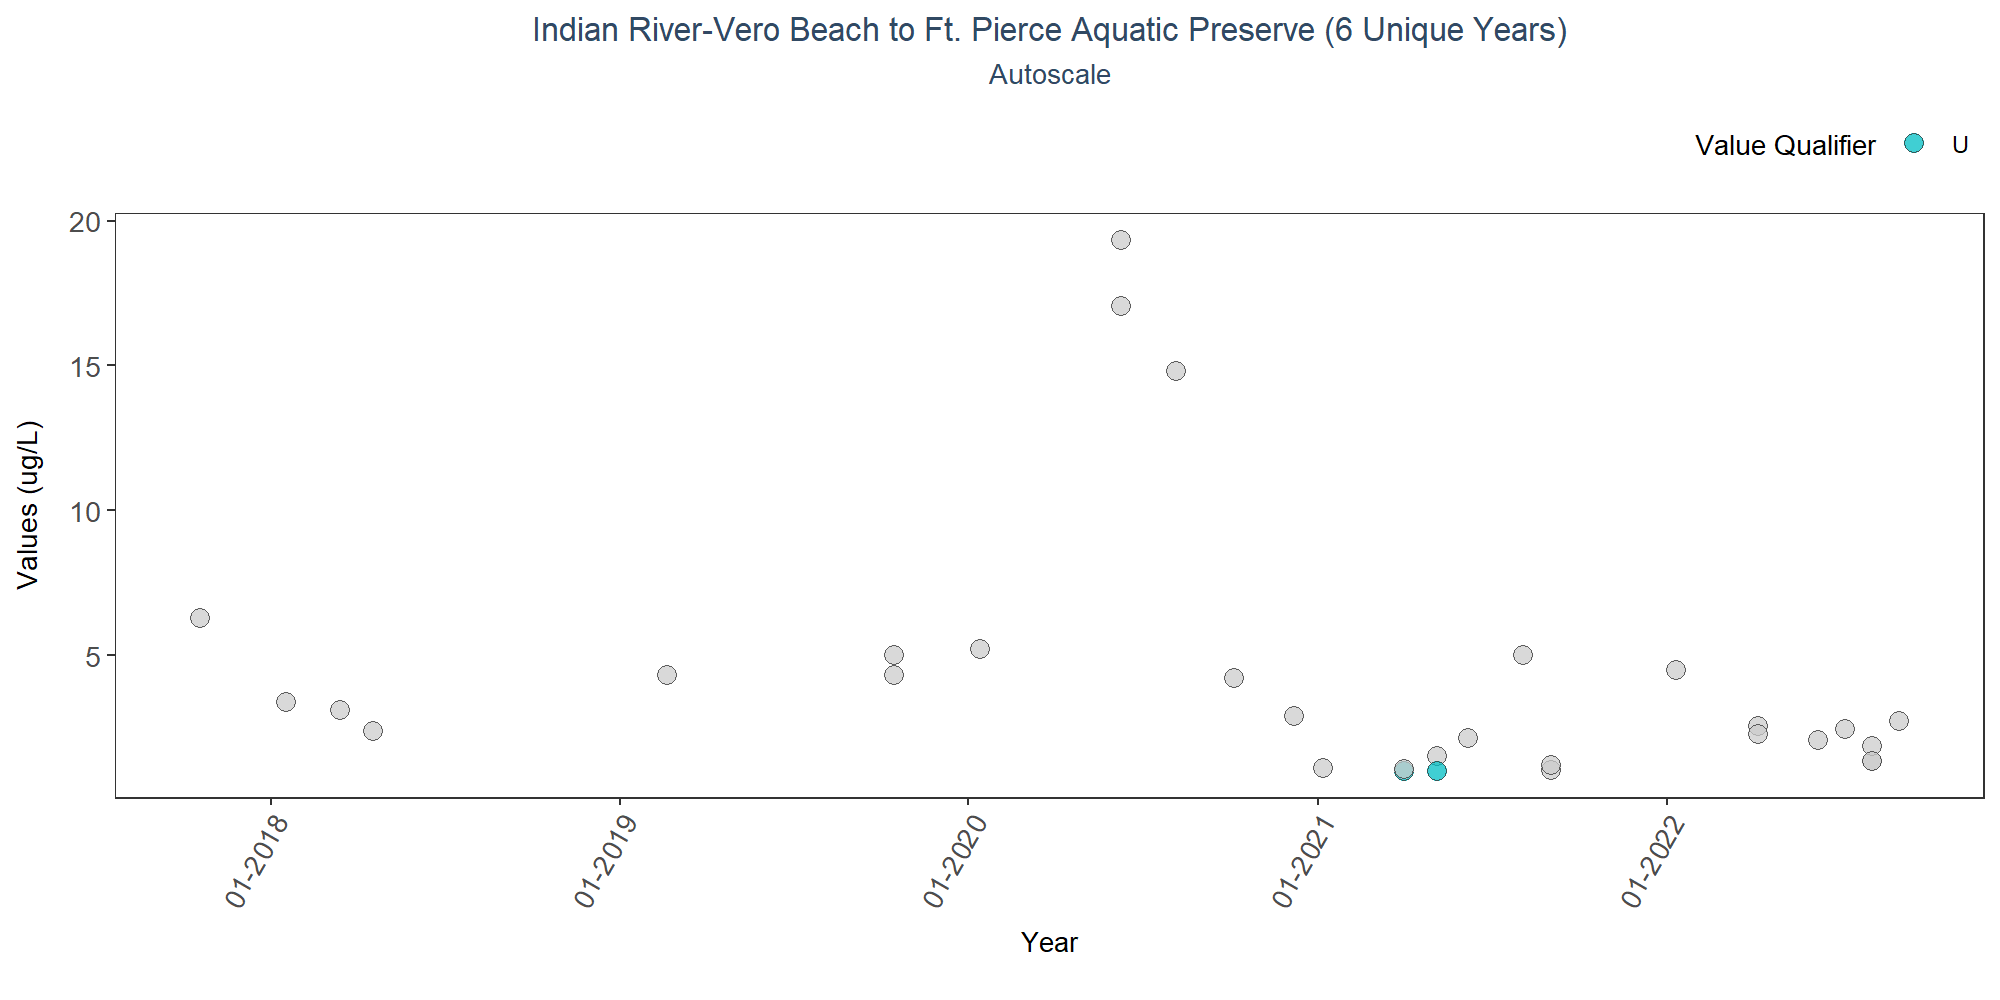 Indian River-Vero Beach to Ft. Pierce Aquatic Preserve (6 Unique Years)
Autoscale
Value Qualifier U
20
15
10
5
Values (ug/L)
01-2018 01-2019 01-2020 01-2021 01-2022
Year